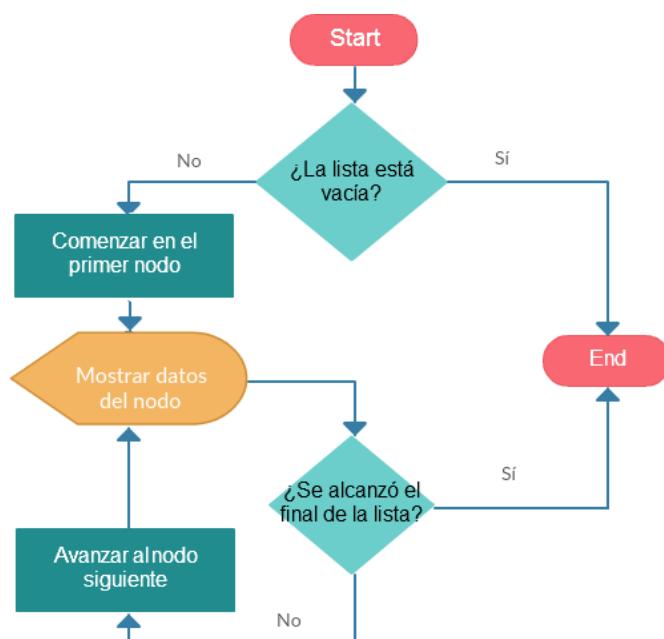 Start
¿La lista está
vacía?
No
Sí
Comenzar en el
primer nodo
Mostrar datos
del nodo
End
¿Se alcanzó el
final de la lista?
Sí
Avanzar al nodo
siguiente
No